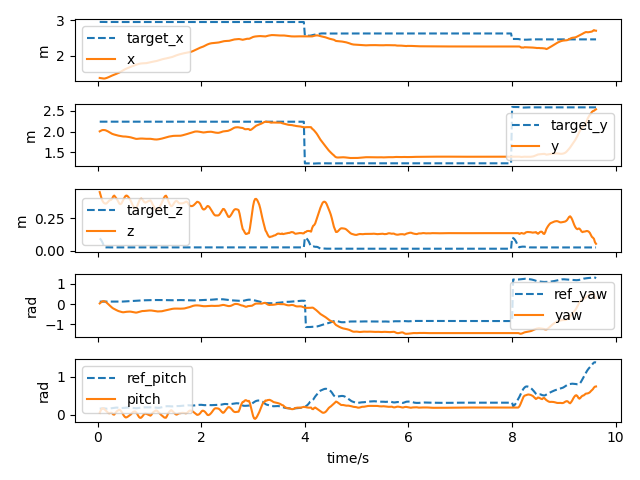 3
2
m
target_x
x
2.5
2.0
1.5
m
target_y
y
0.25
0.00
m
target_z
z
1
0
−1
rad
ref_yaw
yaw
1
0
rad
ref_pitch
pitch
0 2 4 6 8 10
time/s